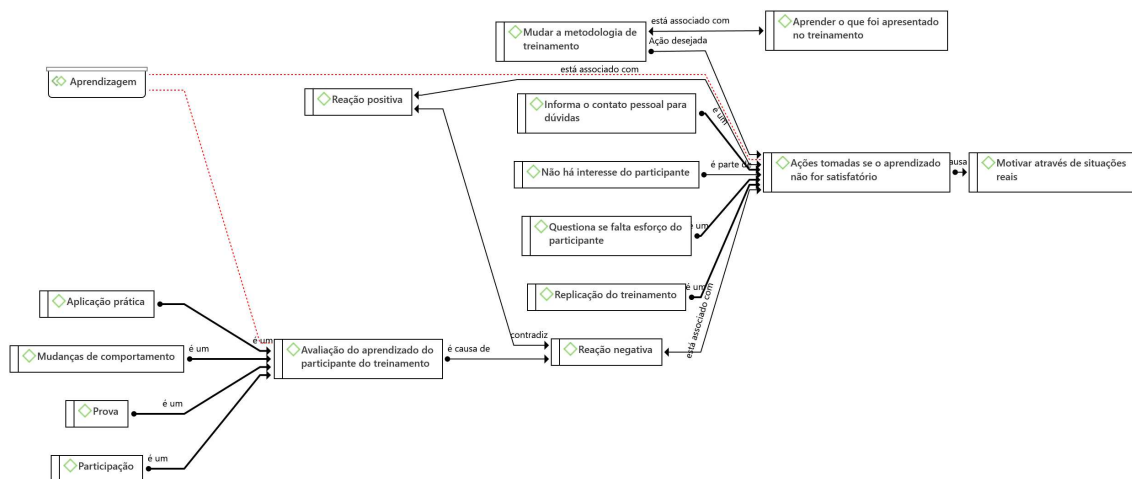 está associado com
Mudar a metodologia de
treinamento
Aprender o que foi apresentado
no treinamento
Ação desejada
está associado com
Aprendizagem
Reação positiva
Informa o contato pessoal para
dúvidas
é um
Não há interesse do participante
é parte de
Ações tomadas se o aprendizado
não for satisfatório
ausa
Motivar através de situações
reais
Questiona se falta esforço do
participante
é um
Replicação do treinamento
é um
está associado com
Aplicação prática
é um
Mudanças de comportamento
é um
Avaliação do aprendizado do
participante do treinamento
é causa de
contradiz
Reação negativa
Prova
é um
Participação
é um